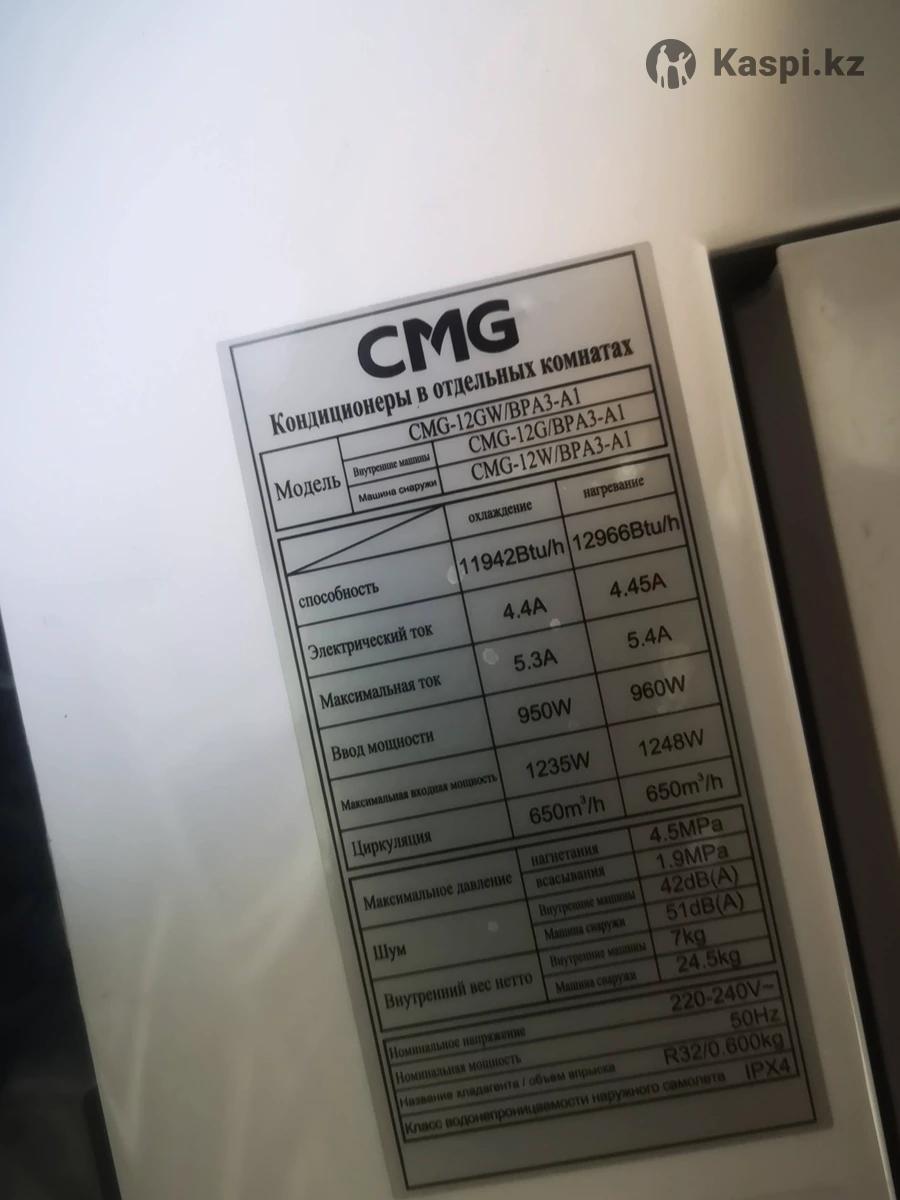 Kaspi.kz
CMG
Кондиционеры в отдельных комнатах
Модель CMG-12GW/BPA3-A1
Внутренние машины CMG-12G/BPA3-A1
Машина снаружи CMG-12W/BPA3-A1
охлаждение нагревание
способность 11942Btu/h 12966Btu/h
Электрический ток 4.4A 4.45A
Максимальная ток 5.3A 5.4A
Ввод мощности 950W 960W
Максимальная входная мощность 1235W 1248W
Циркуляция 650m³/h 650m³/h
Максимальное давление нагнетания 4.5MPa
всасывания 1.9MPa
Шум Внутренние машины 42dB(A)
Машина снаружи 51dB(A)
Внутренний вес нетто Внутренние машины 7kg
Машина снаружи 24.5kg
Номинальное напряжение 220-240V~
Номинальная мощность 50Hz
Название хладагента / объем впрыска R32/0.600kg
Класс водонепроницаемости наружного самолета IPX4